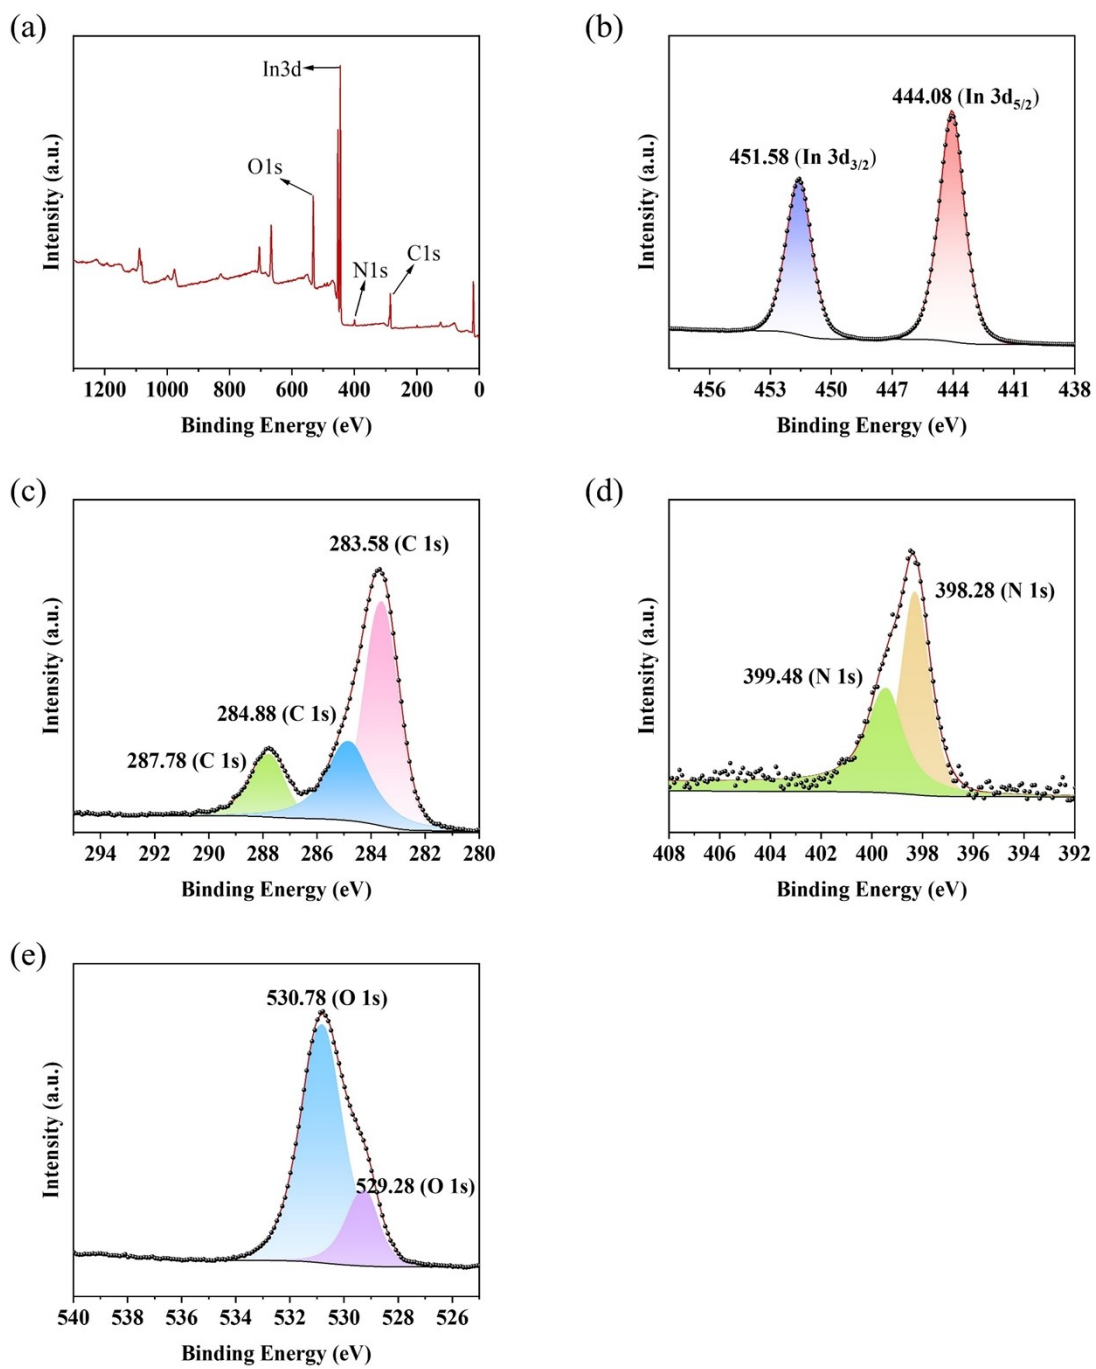 (a)
In3d
O1s
N1s
C1s
Intensity (a.u.)
1200 1000 800 600 400 200 0
Binding Energy (eV)
(b)
444.08 (In 3d5/2)
451.58 (In 3d3/2)
Intensity (a.u.)
456 453 450 447 444 441 438
Binding Energy (eV)
(c)
283.58 (C 1s)
284.88 (C 1s)
287.78 (C 1s)
Intensity (a.u.)
294 292 290 288 286 284 282 280
Binding Energy (eV)
(d)
398.28 (N 1s)
399.48 (N 1s)
Intensity (a.u.)
408 406 404 402 400 398 396 394 392
Binding Energy (eV)
(e)
530.78 (O 1s)
529.28 (O 1s)
Intensity (a.u.)
540 538 536 534 532 530 528 526
Binding Energy (eV)